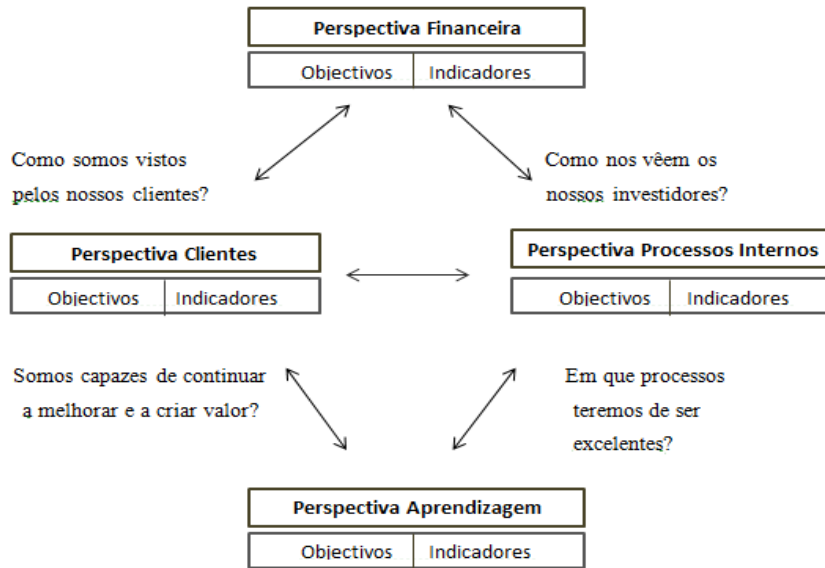 Perspectiva Financeira
Objectivos Indicadores
Como somos vistos
pelos nossos clientes?
Como nos vêem os
nossos investidores?
Perspectiva Clientes
Objectivos Indicadores
Perspectiva Processos Internos
Objectivos Indicadores
Somos capazes de continuar
a melhorar e a criar valor?
Em que processos
teremos de ser
excelentes?
Perspectiva Aprendizagem
Objectivos Indicadores